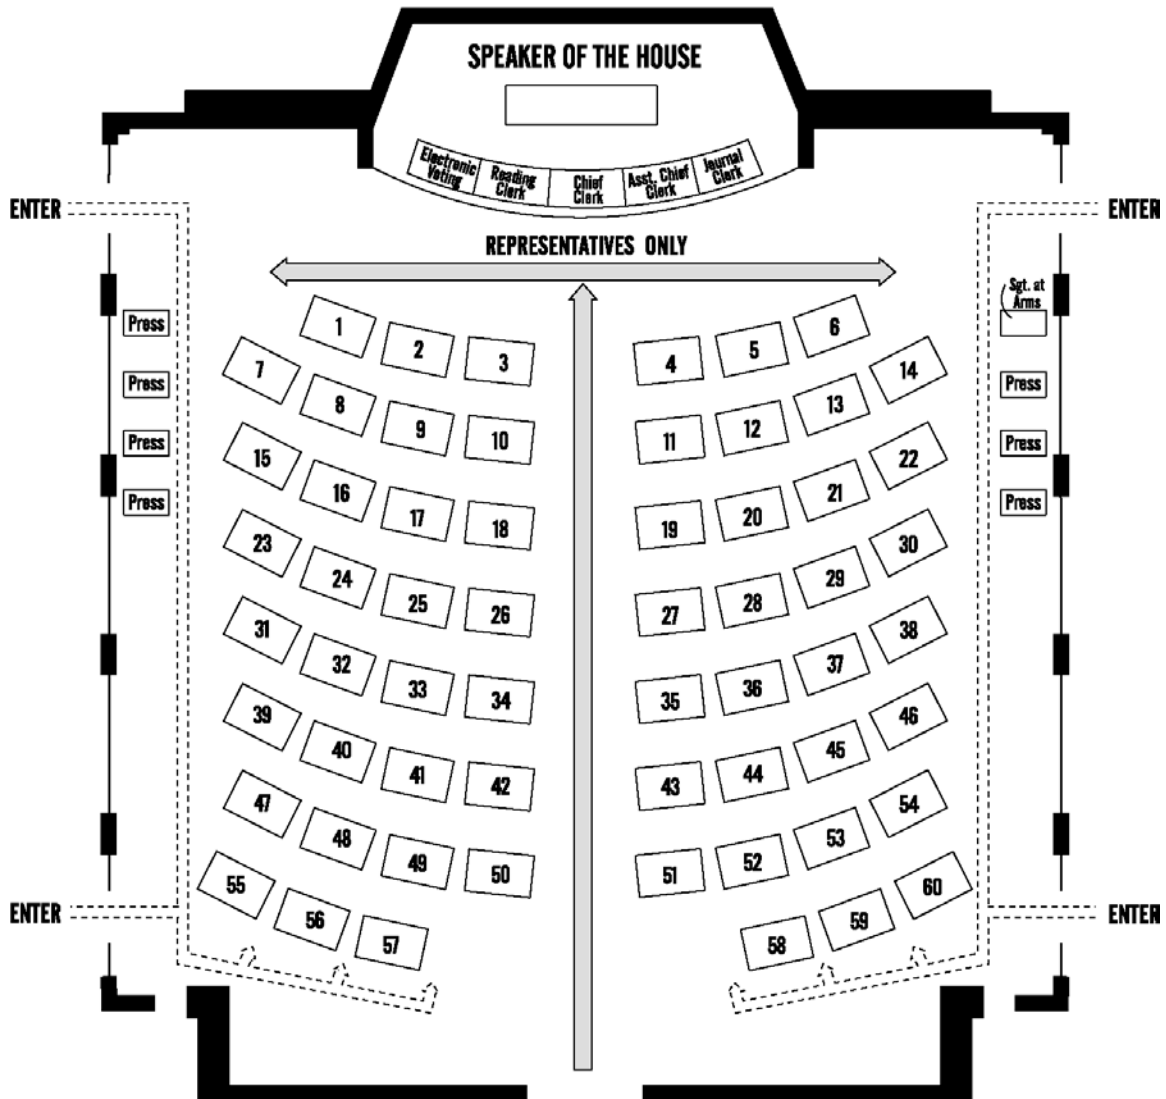 SPEAKER OF THE HOUSE
Electronic
Voting
Reading
Clerk
Chief
Clerk
Asst. Chief
Clerk
Journal
Clerk
ENTER
ENTER
REPRESENTATIVES ONLY
Sgt. at
Arms
Press
Press
Press
Press
Press
Press
Press
1 2 3 4 5 6
7 8 9 10 11 12 13 14
15 16 17 18 19 20 21 22
23 24 25 26 27 28 29 30
31 32 33 34 35 36 37 38
39 40 41 42 43 44 45 46
47 48 49 50 51 52 53 54
55 56 57 58 59 60
ENTER
ENTER